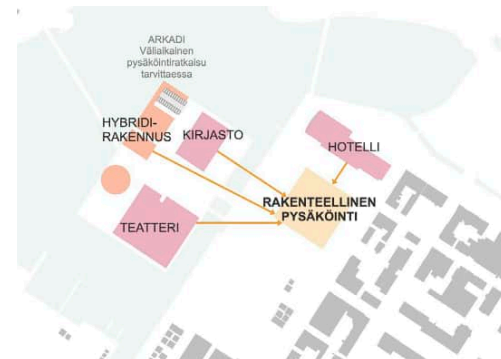 ARKADI
Väliaikainen
pysäköintiratkaisu
tarvittaessa
HYBRIDI-
RAKENNUS
KIRJASTO
HOTELLI
TEATTERI
RAKENTEELLINEN
PYSÄKÖINTI